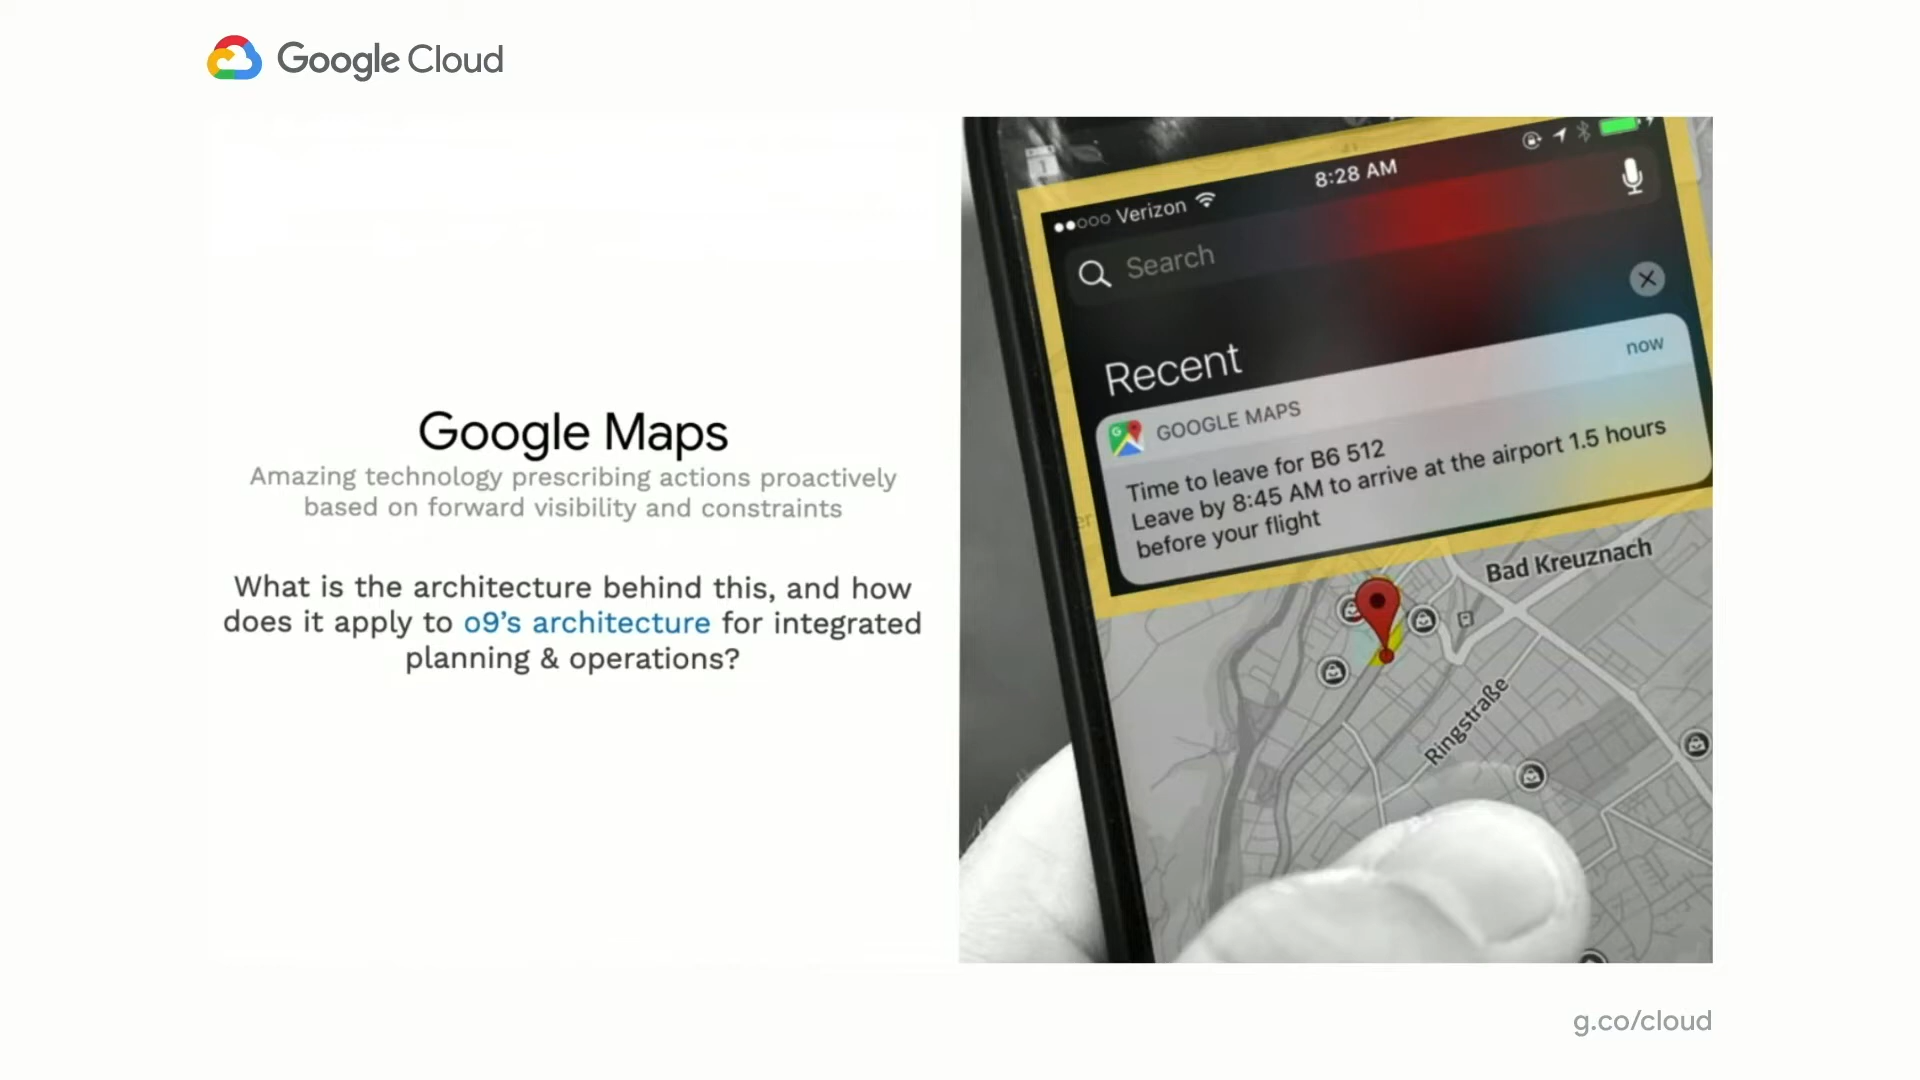 Google Cloud
Google Maps
Amazing technology prescribing actions proactively
based on forward visibility and constraints
What is the architecture behind this, and how
does it apply to o9’s architecture for integrated
planning & operations?
8:28 AM
Verizon
Search
Recent
now
GOOGLE MAPS
Time to leave for B6 512
Leave by 8:45 AM to arrive at the airport 1.5 hours
before your flight
Bad Kreuznach
Ringstraße
g.co/cloud